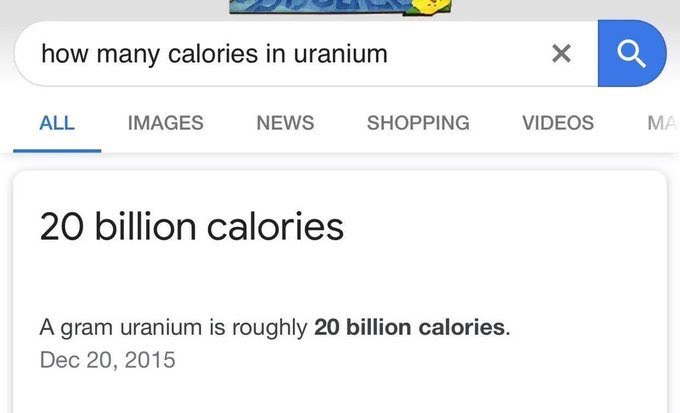 how many calories in uranium
ALL IMAGES NEWS SHOPPING VIDEOS MA
20 billion calories
A gram uranium is roughly 20 billion calories.
Dec 20, 2015